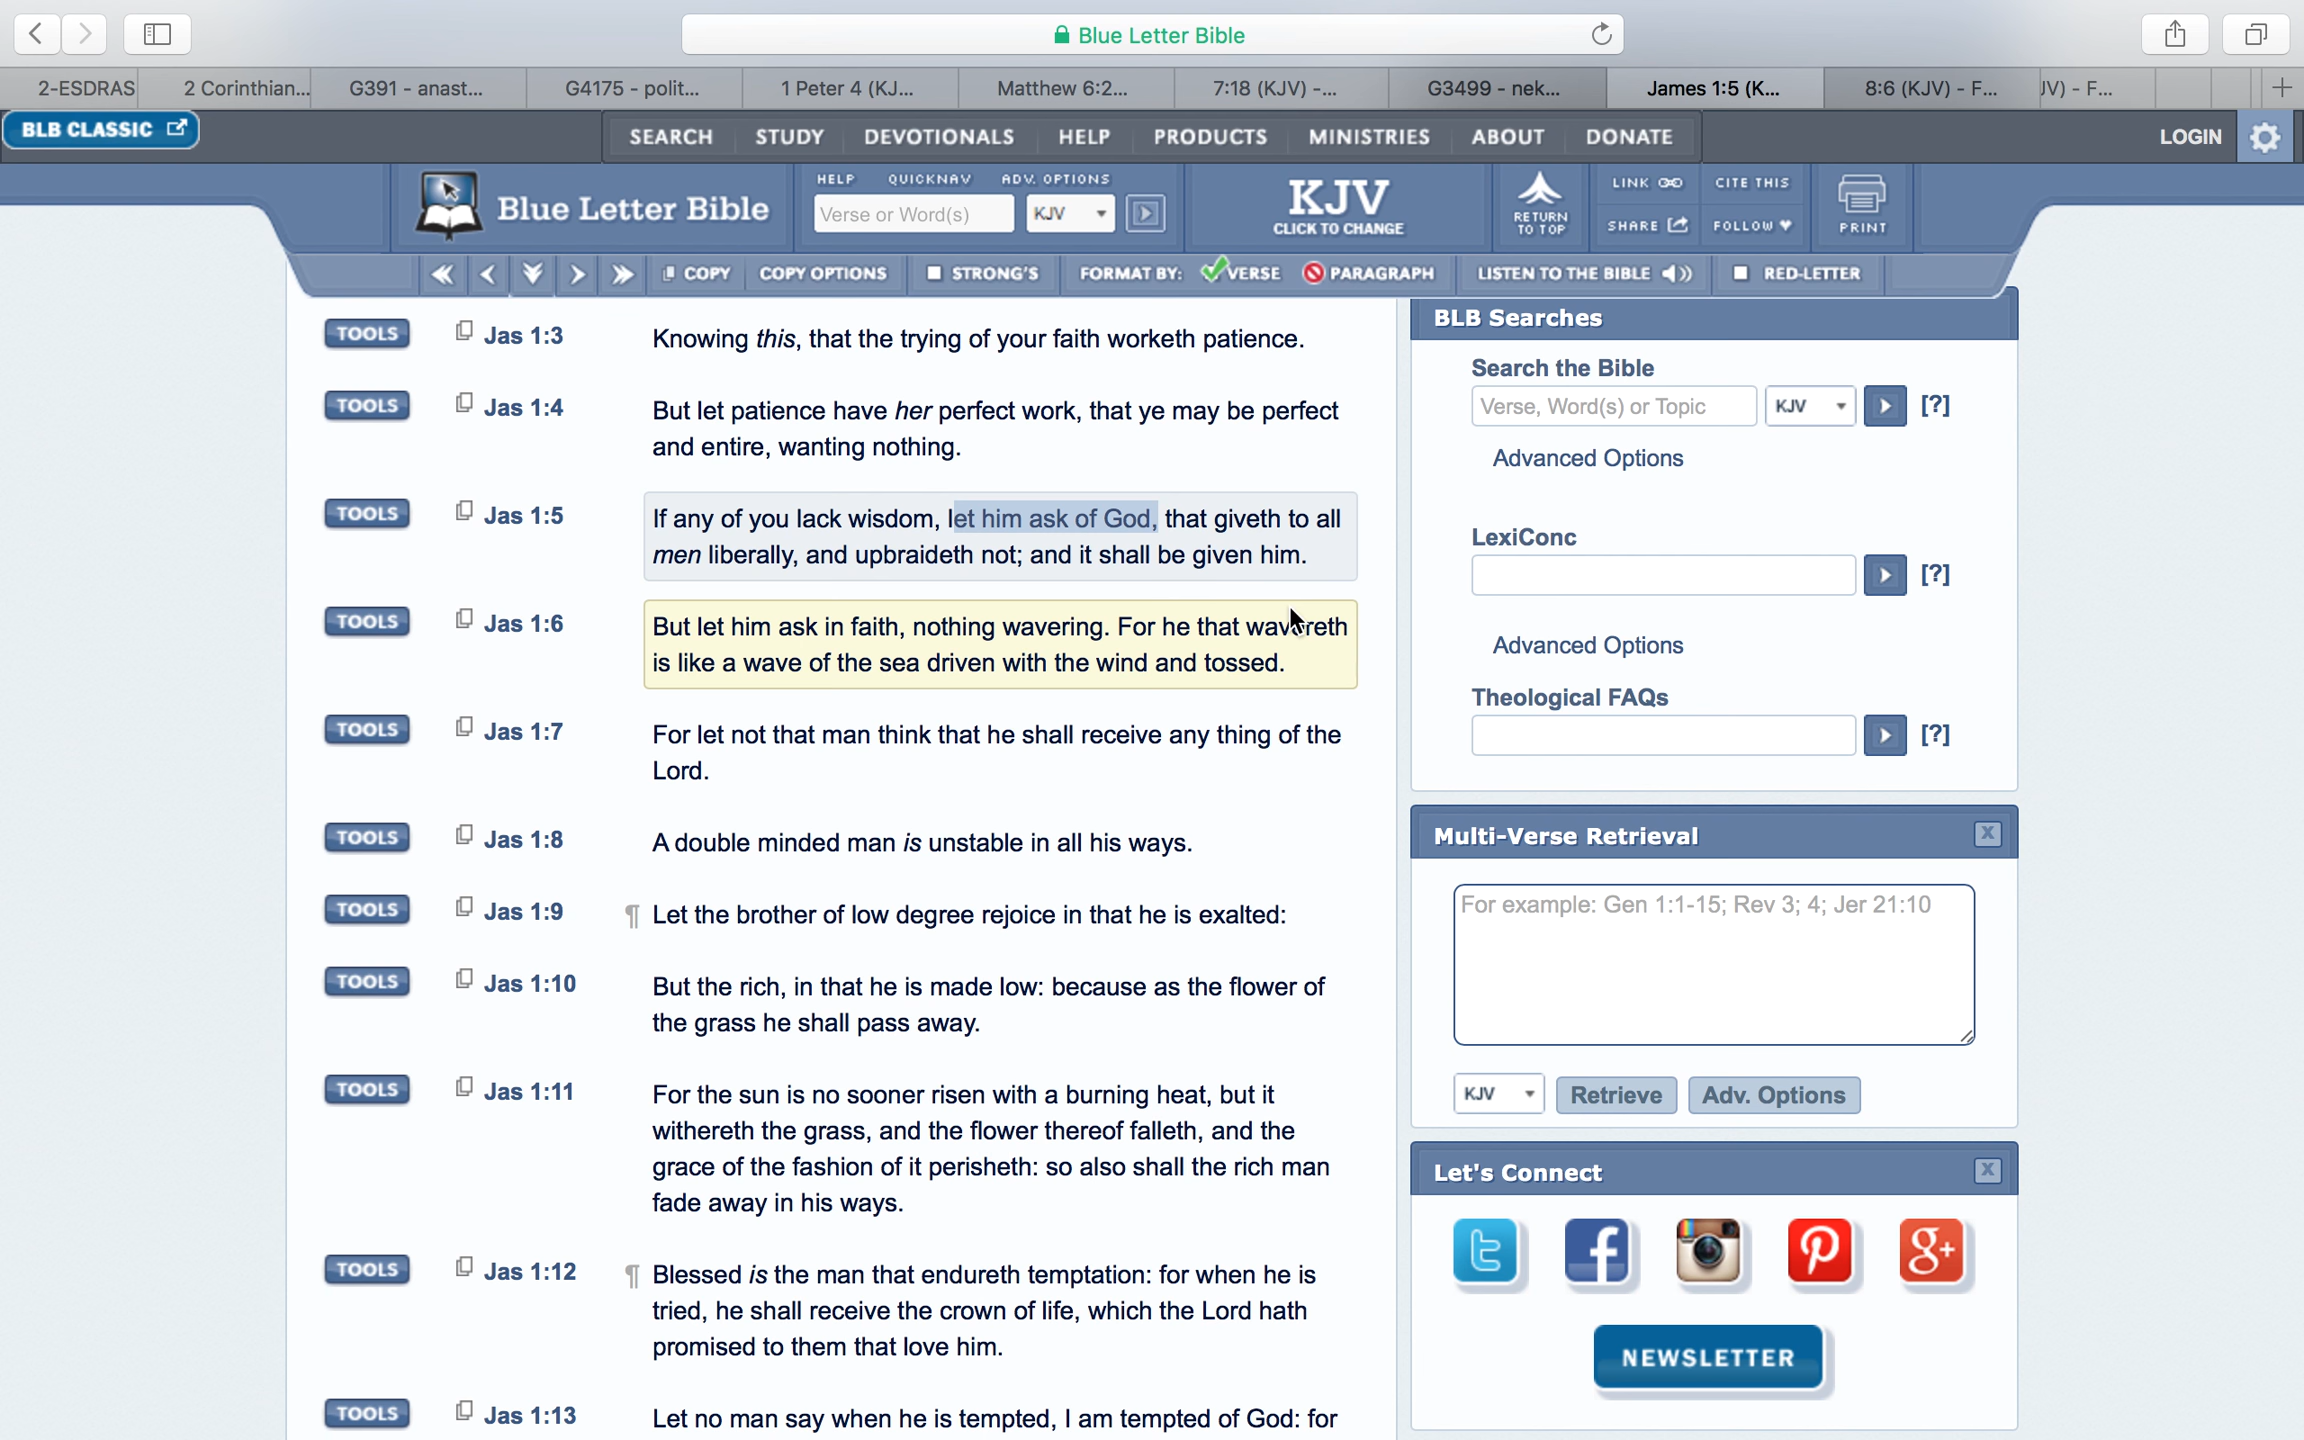 Blue Letter Bible
2-ESDRAS
2 Corinthian...
G391 - anast...
G4175 - polit...
1 Peter 4 (KJ...
Matthew 6:2...
7:18 (KJV) -...
G3499 - nek...
James 1:5 (K...
8:6 (KJV) - F...
JV) - F...
BLB CLASSIC
SEARCH
STUDY
DEVOTIONALS
HELP
PRODUCTS
MINISTRIES
ABOUT
DONATE
LOGIN
Blue Letter Bible
HELP QUICKNAV ADV. OPTIONS
Verse or Word(s)
KJV
KJV
CLICK TO CHANGE
RETURN
TO TOP
LINK
CITE THIS
SHARE
FOLLOW
PRINT
COPY
COPY OPTIONS
STRONG'S
FORMAT BY:
VERSE
PARAGRAPH
LISTEN TO THE BIBLE
RED-LETTER
TOOLS
Jas 1:3
Knowing this, that the trying of your faith worketh patience.
TOOLS
Jas 1:4
But let patience have her perfect work, that ye may be perfect
and entire, wanting nothing.
TOOLS
Jas 1:5
If any of you lack wisdom, let him ask of God, that giveth to all
men liberally, and upbraideth not; and it shall be given him.
TOOLS
Jas 1:6
But let him ask in faith, nothing wavering. For he that wavereth
is like a wave of the sea driven with the wind and tossed.
TOOLS
Jas 1:7
For let not that man think that he shall receive any thing of the
Lord.
TOOLS
Jas 1:8
A double minded man is unstable in all his ways.
TOOLS
Jas 1:9
¶ Let the brother of low degree rejoice in that he is exalted:
TOOLS
Jas 1:10
But the rich, in that he is made low: because as the flower of
the grass he shall pass away.
TOOLS
Jas 1:11
For the sun is no sooner risen with a burning heat, but it
withereth the grass, and the flower thereof falleth, and the
grace of the fashion of it perisheth: so also shall the rich man
fade away in his ways.
TOOLS
Jas 1:12
¶ Blessed is the man that endureth temptation: for when he is
tried, he shall receive the crown of life, which the Lord hath
promised to them that love him.
TOOLS
Jas 1:13
Let no man say when he is tempted, I am tempted of God: for
BLB Searches
Search the Bible
Verse, Word(s) or Topic
KJV
[?]
Advanced Options
LexiConc
[?]
Advanced Options
Theological FAQs
[?]
Multi-Verse Retrieval
X
For example: Gen 1:1-15; Rev 3; 4; Jer 21:10
KJV
Retrieve
Adv. Options
Let's Connect
X
NEWSLETTER